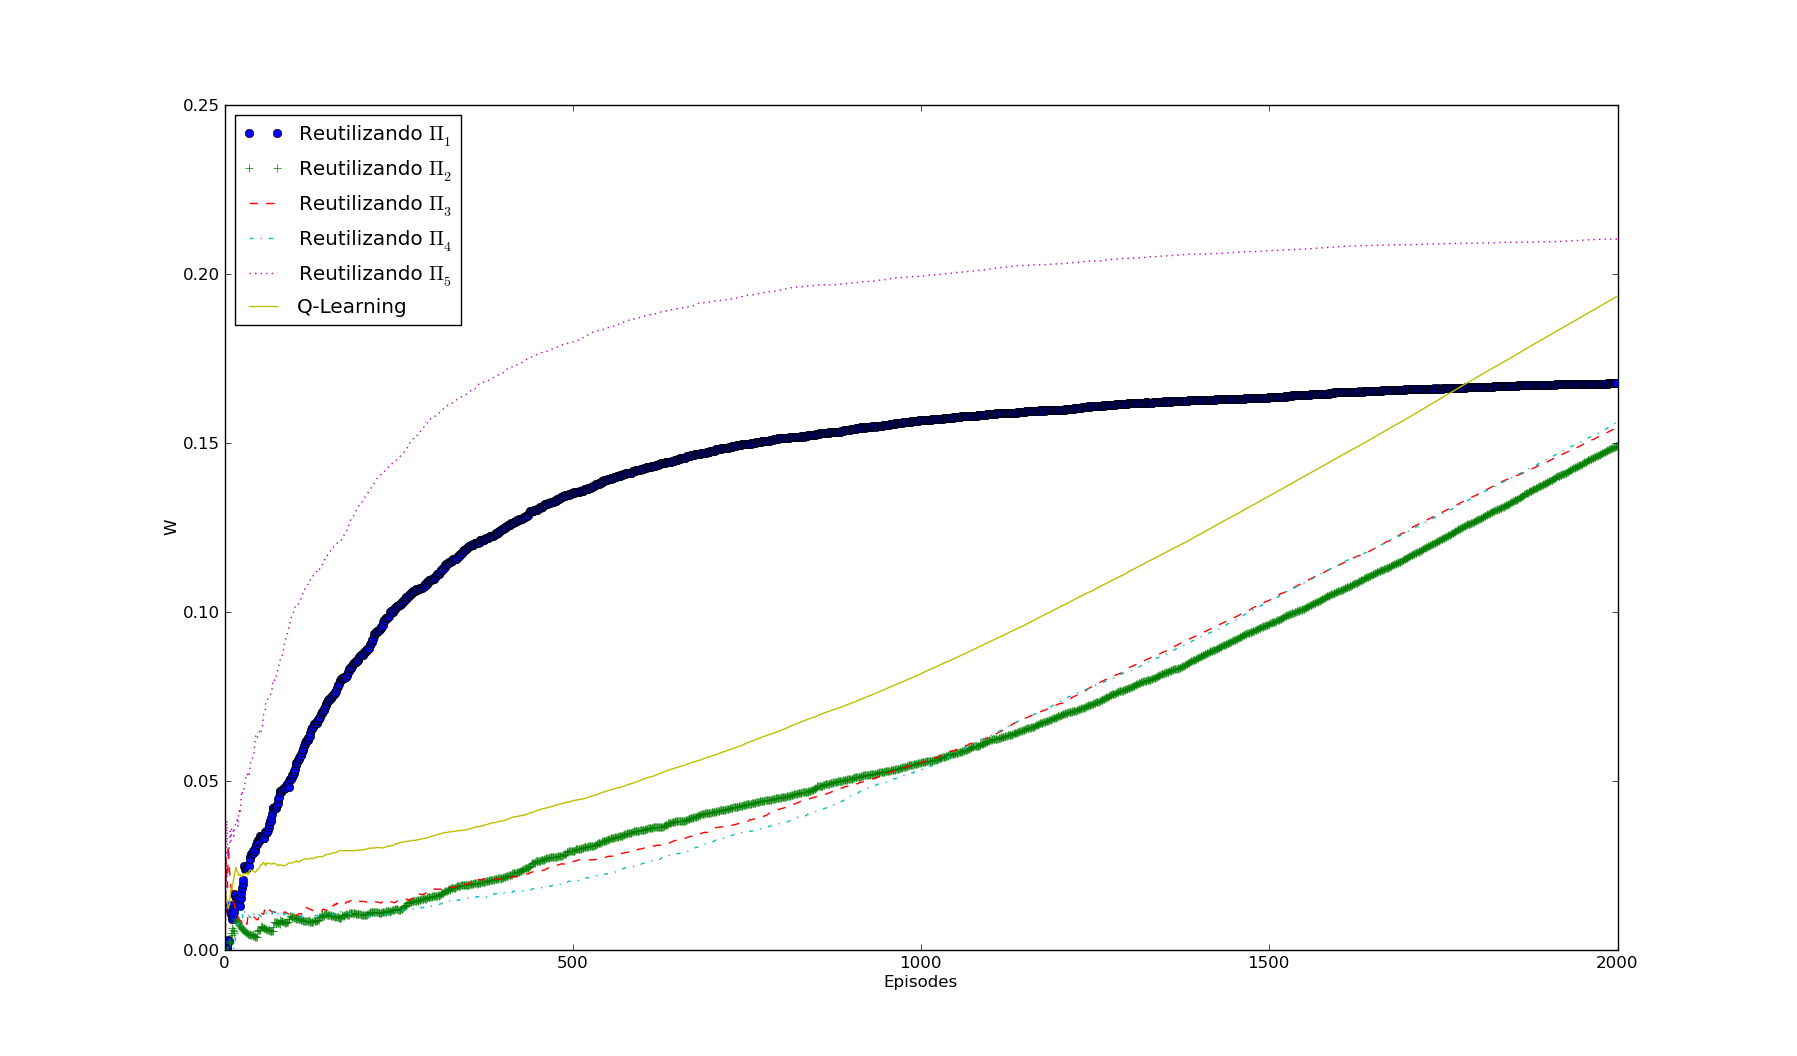 0.25
0.20
0.15
0.10
0.05
0.00
W
Reutilizando Π1
Reutilizando Π2
Reutilizando Π3
Reutilizando Π4
Reutilizando Π5
Q-Learning
0 500 1000 1500 2000
Episodes